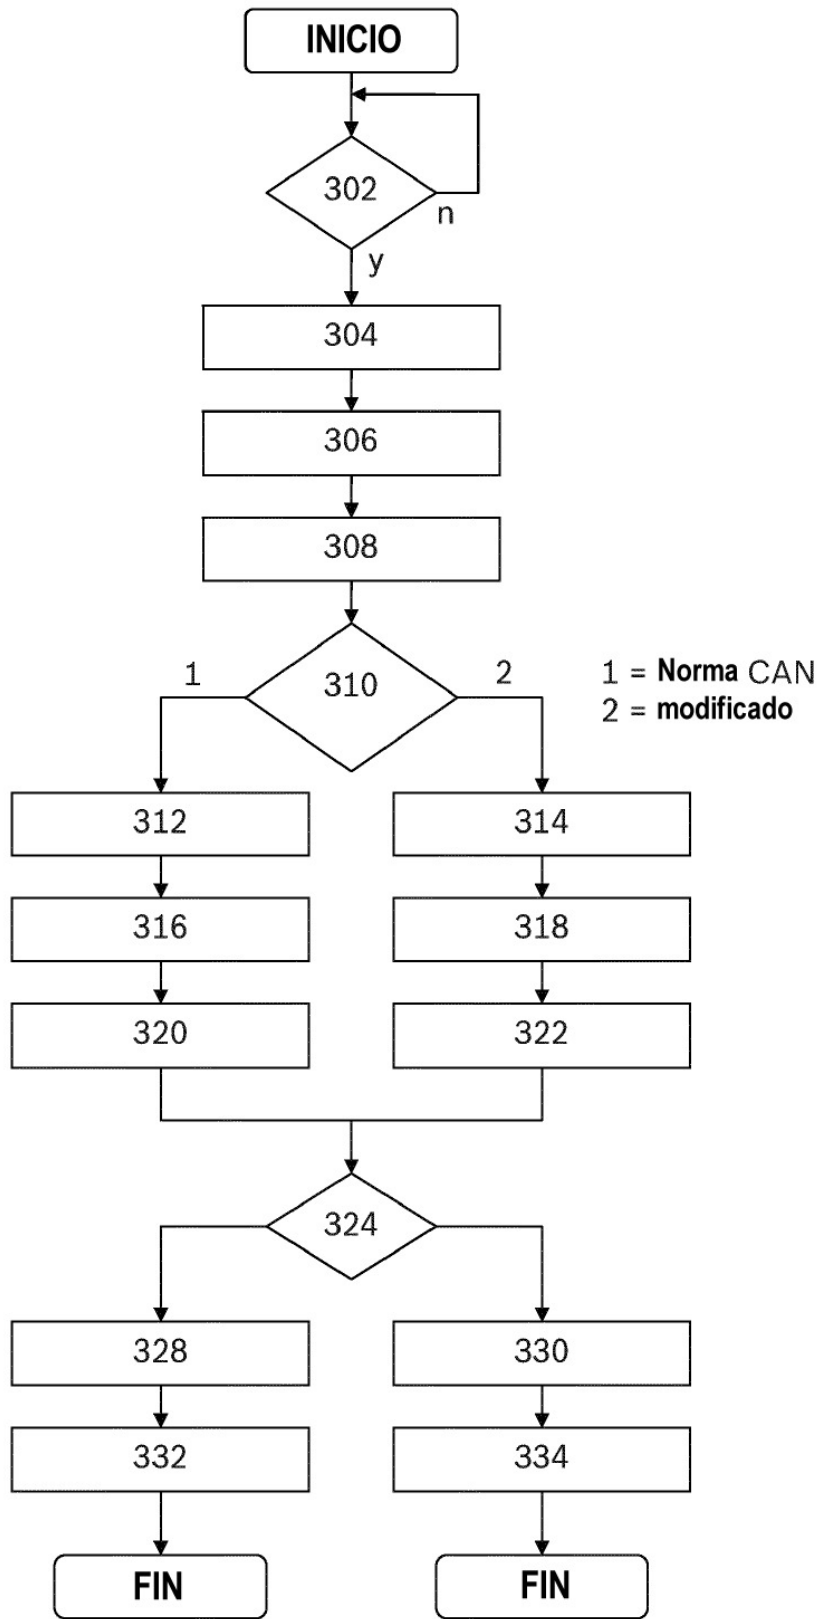 INICIO
302
n
y
304
306
308
1
310
2
1 = Norma CAN
2 = modificado
312
314
316
318
320
322
324
328
330
332
334
FIN
FIN